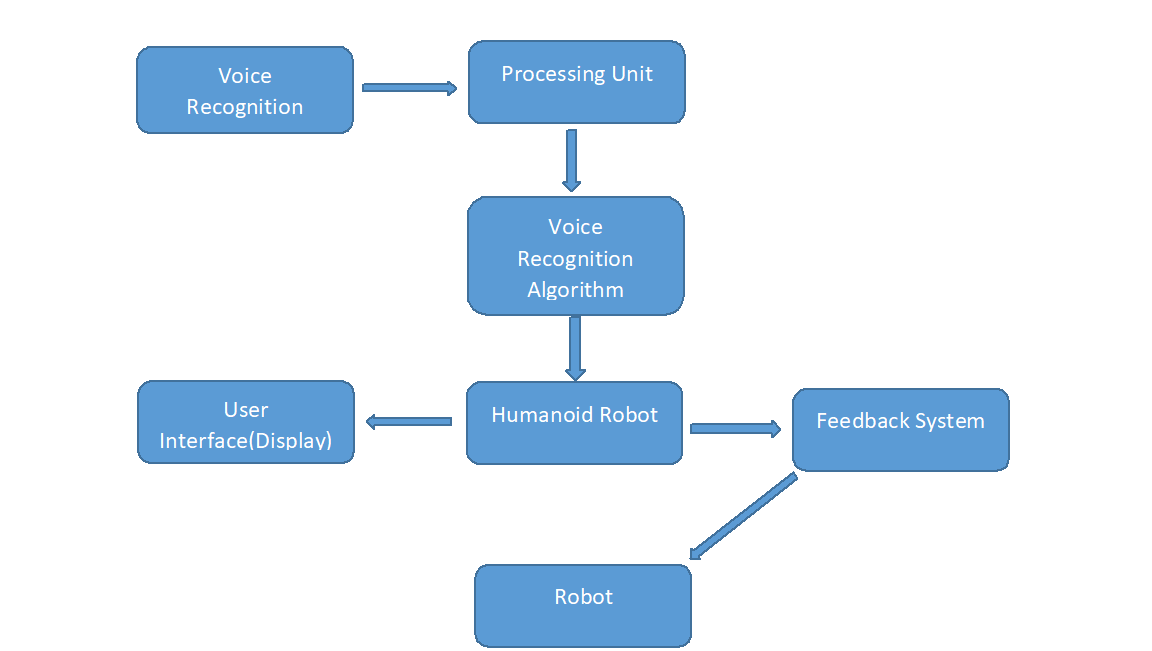 Voice
Recognition
Processing Unit
Voice
Recognition
Algorithm
User
Interface(Display)
Humanoid Robot
Feedback System
Robot